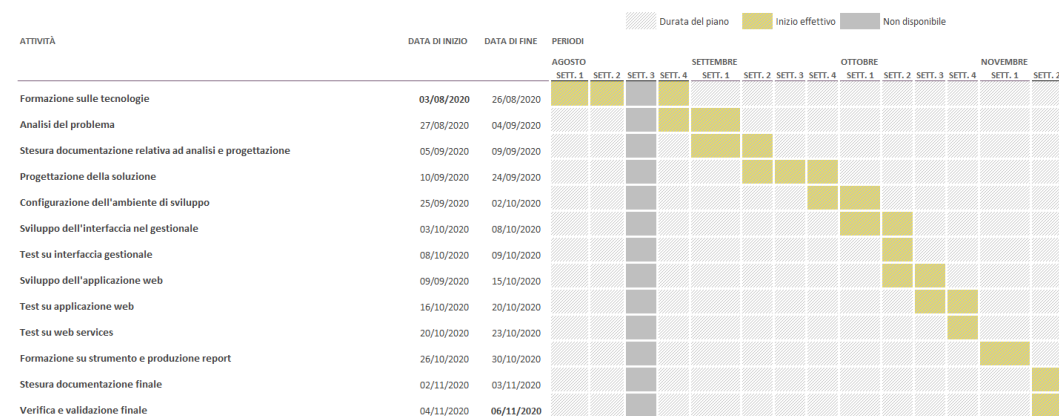 Durata del piano Inizio effettivo Non disponibile
ATTIVITÀ DATA DI INIZIO DATA DI FINE PERIODI
AGOSTO SETTEMBRE OTTOBRE NOVEMBRE
SETT. 1 SETT. 2 SETT. 3 SETT. 4 SETT. 1 SETT. 2 SETT. 3 SETT. 4 SETT. 1 SETT. 2 SETT. 3 SETT. 4 SETT. 1 SETT. 2
Formazione sulle tecnologie 03/08/2020 26/08/2020
Analisi del problema 27/08/2020 04/09/2020
Stesura documentazione relativa ad analisi e progettazione 05/09/2020 09/09/2020
Progettazione della soluzione 10/09/2020 24/09/2020
Configurazione dell'ambiente di sviluppo 25/09/2020 02/10/2020
Sviluppo dell’interfaccia nel gestionale 03/10/2020 08/10/2020
Test su interfaccia gestionale 08/10/2020 09/10/2020
Sviluppo dell'applicazione web 09/09/2020 15/10/2020
Test su applicazione web 16/10/2020 20/10/2020
Test su web services 20/10/2020 23/10/2020
Formazione su strumento e produzione report 26/10/2020 30/10/2020
Stesura documentazione finale 02/11/2020 03/11/2020
Verifica e validazione finale 04/11/2020 06/11/2020